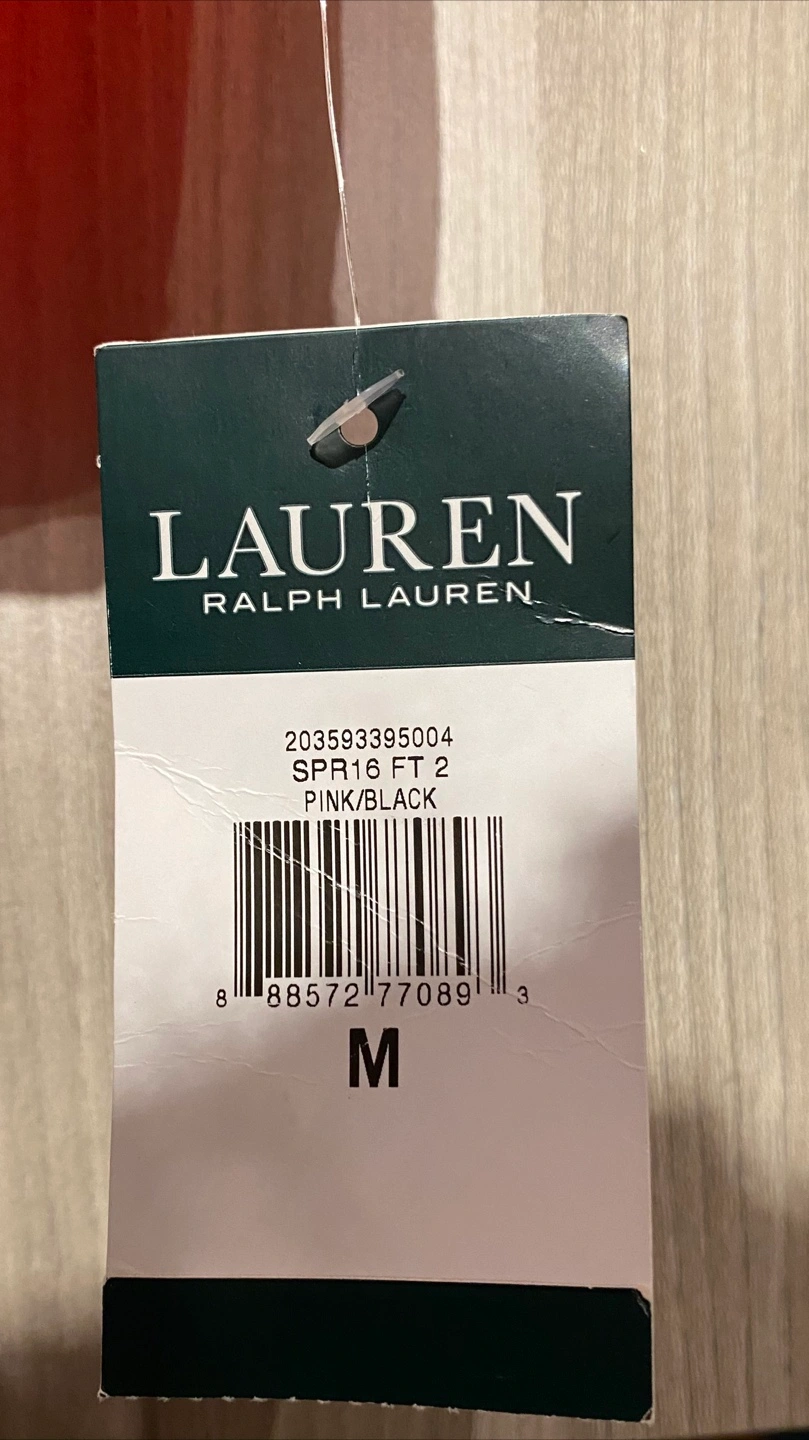 LAUREN
RALPH LAUREN
203593395004
SPR16 FT 2
PINK/BLACK
8 88572 77089 3
M